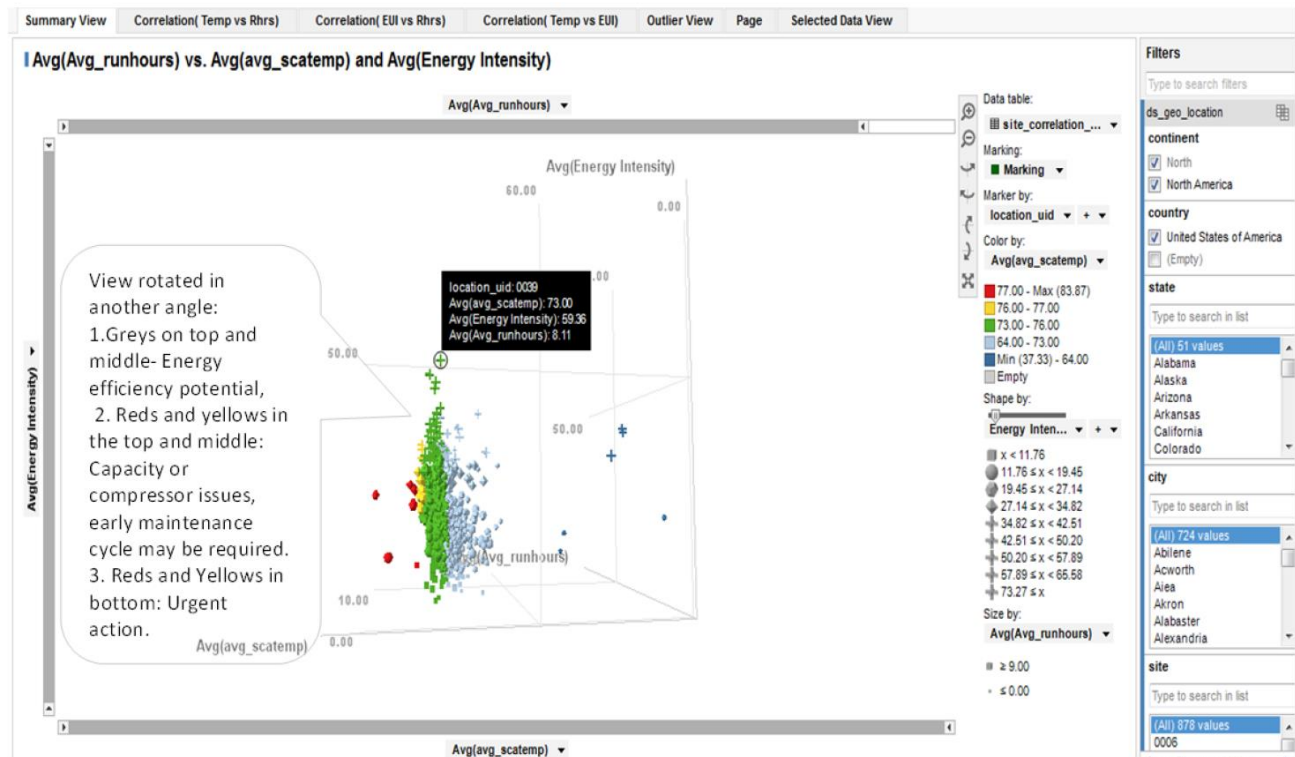 Summary View
Correlation( Temp vs Rhrs)
Correlation( EUI vs Rhrs)
Correlation( Temp vs EUI)
Outlier View
Page
Selected Data View
Avg(Avg_runhours) vs. Avg(avg_scatemp) and Avg(Energy Intensity)
Avg(Avg_runhours)
Avg(Energy Intensity)
Avg(Energy Intensity)
60.00
0.00
.00
50.00
50.00
10.00
0.00
Avg(avg_scatemp)
(Avg_runhours)
location_uid: 0039
Avg(avg_scatemp): 73.00
Avg(Energy Intensity): 59.36
Avg(Avg_runhours): 8.11
View rotated in
another angle:
1.Greys on top and
middle- Energy
efficiency potential,
2. Reds and yellows in
the top and middle:
Capacity or
compressor issues,
early maintenance
cycle may be required.
3. Reds and Yellows in
bottom: Urgent
action.
Avg(avg_scatemp)
Data table:
site_correlation_...
Marking:
Marking
Marker by:
location_uid
+
Color by:
Avg(avg_scatemp)
77.00 - Max (83.87)
76.00 - 77.00
73.00 - 76.00
64.00 - 73.00
Min (37.33) - 64.00
Empty
Shape by:
Energy Inten...
+
x < 11.76
11.76 ≤ x < 19.45
19.45 ≤ x < 27.14
27.14 ≤ x < 34.82
34.82 ≤ x < 42.51
42.51 ≤ x < 50.20
50.20 ≤ x < 57.89
57.89 ≤ x < 65.58
73.27 ≤ x
Size by:
Avg(Avg_runhours)
≥ 9.00
≤ 0.00
Filters
Type to search filters
ds_geo_location
continent
North
North America
country
United States of America
(Empty)
state
Type to search in list
(All) 51 values
Alabama
Alaska
Arizona
Arkansas
California
Colorado
city
Type to search in list
(All) 724 values
Abilene
Acworth
Aiea
Akron
Alabaster
Alexandria
site
Type to search in list
(All) 878 values
0006